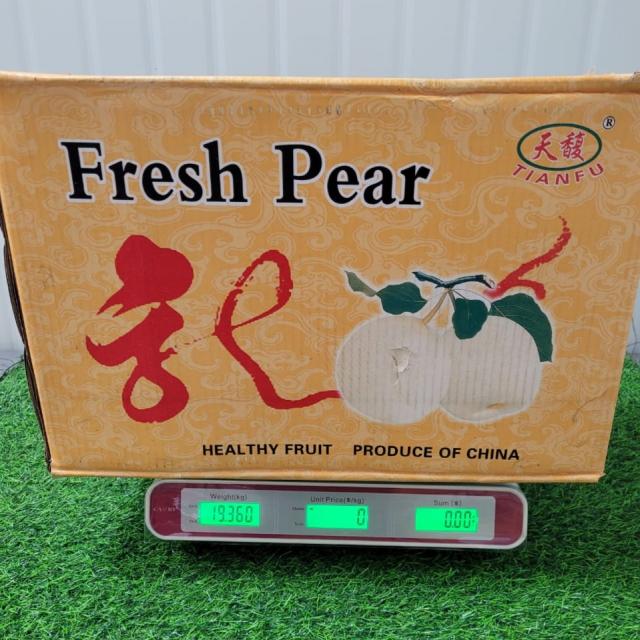 Fresh Pear
天馥
®
TIANFU
龍
HEALTHY FRUIT PRODUCE OF CHINA
Weight(kg)
Unit Price(¥/kg)
Sum (¥)
19.360
0
0.00